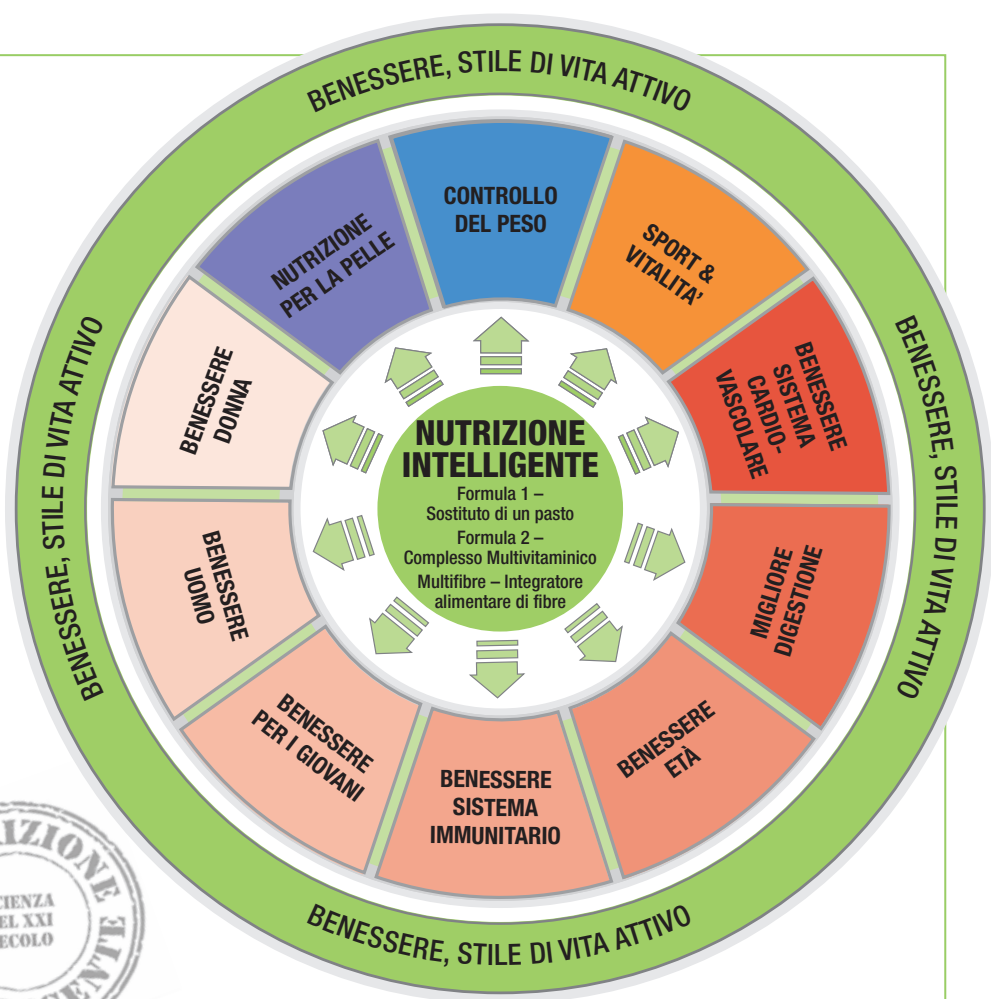 BENESSERE, STILE DI VITA ATTIVO
CONTROLLO
DEL PESO
SPORT &
VITALITA'
BENESSERE
SISTEMA
CARDIO-
VASCOLARE
MIGLIORE
DIGESTIONE
BENESSERE
ETÀ
BENESSERE
SISTEMA
IMMUNITARIO
BENESSERE
PER I GIOVANI
BENESSERE
UOMO
BENESSERE
DONNA
NUTRIZIONE
PER LA PELLE
NUTRIZIONE
INTELLIGENTE
Formula 1 –
Sostituto di un pasto
Formula 2 –
Complesso Multivitaminico
Multifibre – Integratore
alimentare di fibre
BENESSERE, STILE DI VITA ATTIVO
BENESSERE, STILE DI VITA ATTIVO
BENESSERE, STILE DI VITA ATTIVO